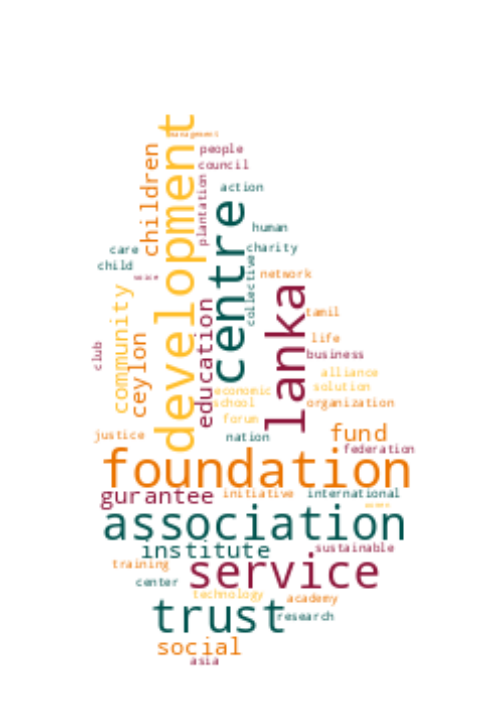 management
people
children
council
development
plantation
action
centre
human
care
charity
child
collective
voice
network
community
lanka
education
tamil
ceylon
life
club
business
alliance
economic
solution
school
organization
forum
justice
nation
fund
federation
foundation
gurantee
initiative
international
association
institute
sustainable
training
service
center
technology
academy
trust
research
social
asia